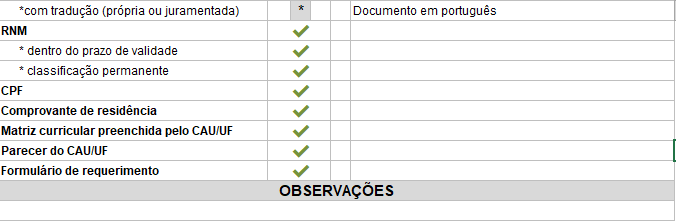 *com tradução (própria ou juramentada) * Documento em português
RNM
* dentro do prazo de validade
* classificação permanente
CPF
Comprovante de residência
Matriz curricular preenchida pelo CAU/UF
Parecer do CAU/UF
Formulário de requerimento
OBSERVAÇÕES